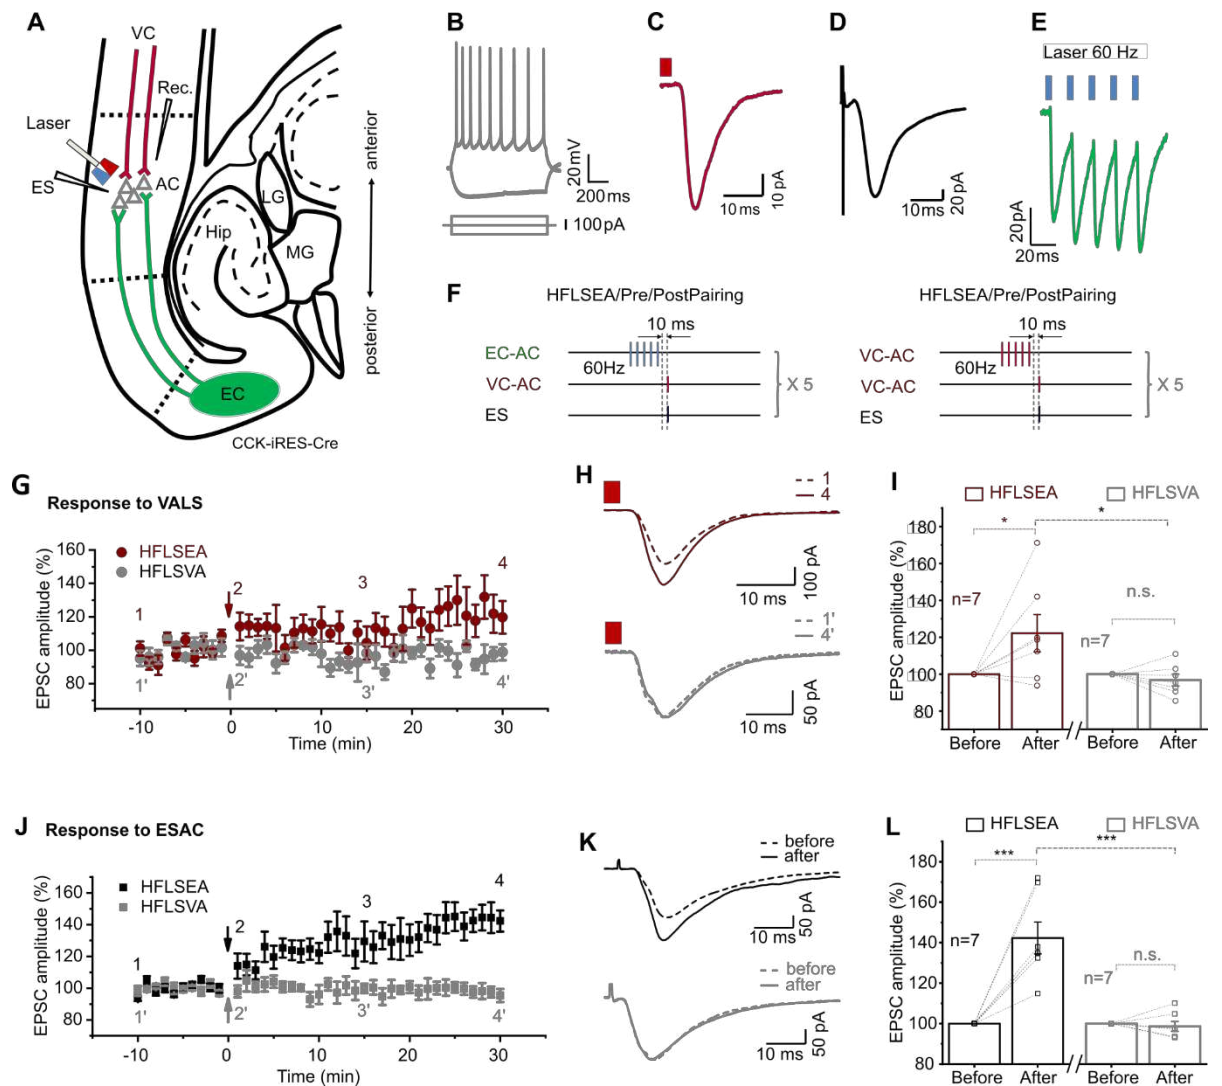 A
VC
Rec.
Laser
ES
AC
LG
Hip
MG
EC
CCK-iRES-Cre
anterior
posterior
B
20 mV
200 ms
100 pA
C
10 ms
10 pA
D
10 ms
20 pA
E
Laser 60 Hz
20 pA
20 ms
F
HFLSEA/Pre/PostPairing
10 ms
EC-AC
60Hz
VC-AC
ES
X 5
HFLSEA/Pre/PostPairing
10 ms
VC-AC
60Hz
VC-AC
ES
X 5
G
Response to VALS
EPSC amplitude (%)
160
140
120
100
80
HFLSEA
HFLSVA
1
2
3
4
1'
2'
3'
4'
-10
0
10
20
30
Time (min)
H
1
4
10 ms
100 pA
1'
4'
10 ms
50 pA
I
HFLSEA
HFLSVA
EPSC amplitude (%)
180
160
140
120
100
80
*
*
n=7
n.s.
n=7
Before
After
Before
After
J
Response to ESAC
EPSC amplitude (%)
160
140
120
100
80
HFLSEA
HFLSVA
1
2
3
4
1'
2'
3'
4'
-10
0
10
20
30
Time (min)
K
before
after
10 ms
50 pA
before
after
10 ms
50 pA
L
HFLSEA
HFLSVA
EPSC amplitude (%)
180
160
140
120
100
80
***
***
n=7
n.s.
n=7
Before
After
Before
After